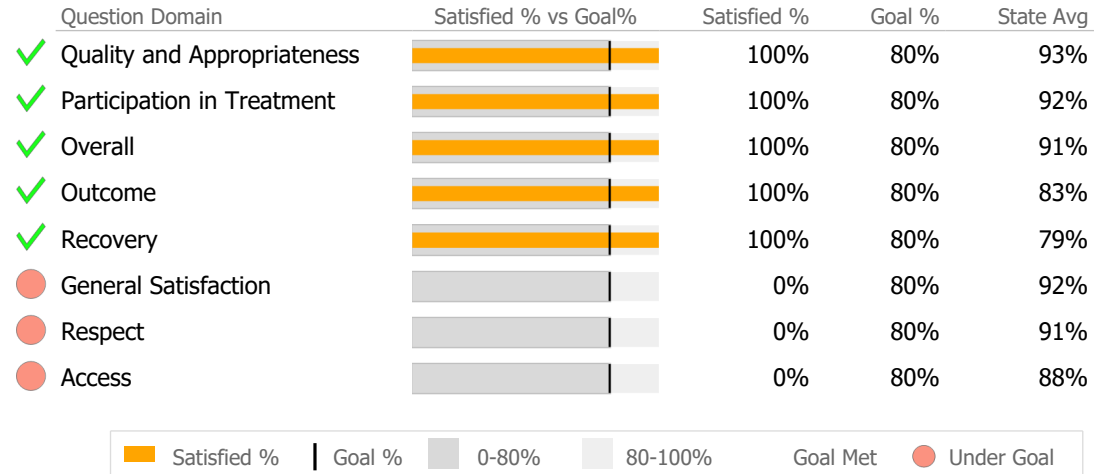 Question Domain Satisfied % vs Goal% Satisfied % Goal % State Avg
Quality and Appropriateness 100% 80% 93%
Participation in Treatment 100% 80% 92%
Overall 100% 80% 91%
Outcome 100% 80% 83%
Recovery 100% 80% 79%
General Satisfaction 0% 80% 92%
Respect 0% 80% 91%
Access 0% 80% 88%
Satisfied % Goal % 0-80% 80-100% Goal Met Under Goal